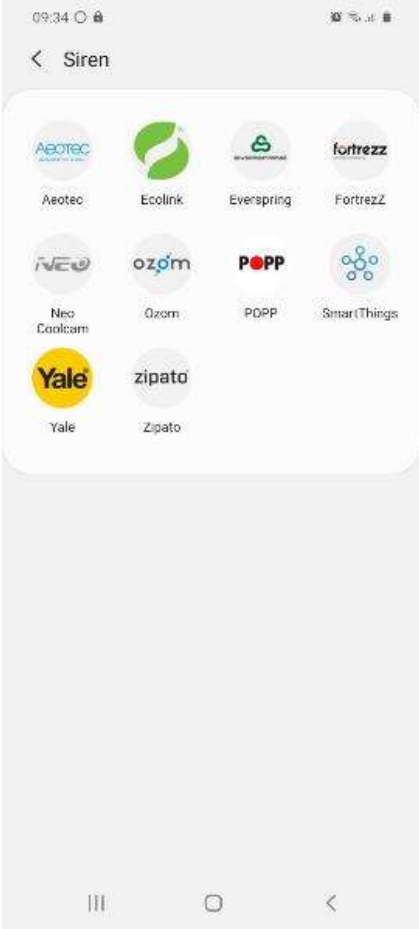 09:34
Siren
AEOTEC
fortrezz
Aeotec
Ecolink
Everspring
FortrezZ
NEO
ozom
POPP
Neo
Coolcam
Ozom
POPP
SmartThings
Yale
zipato
Yale
Zipato